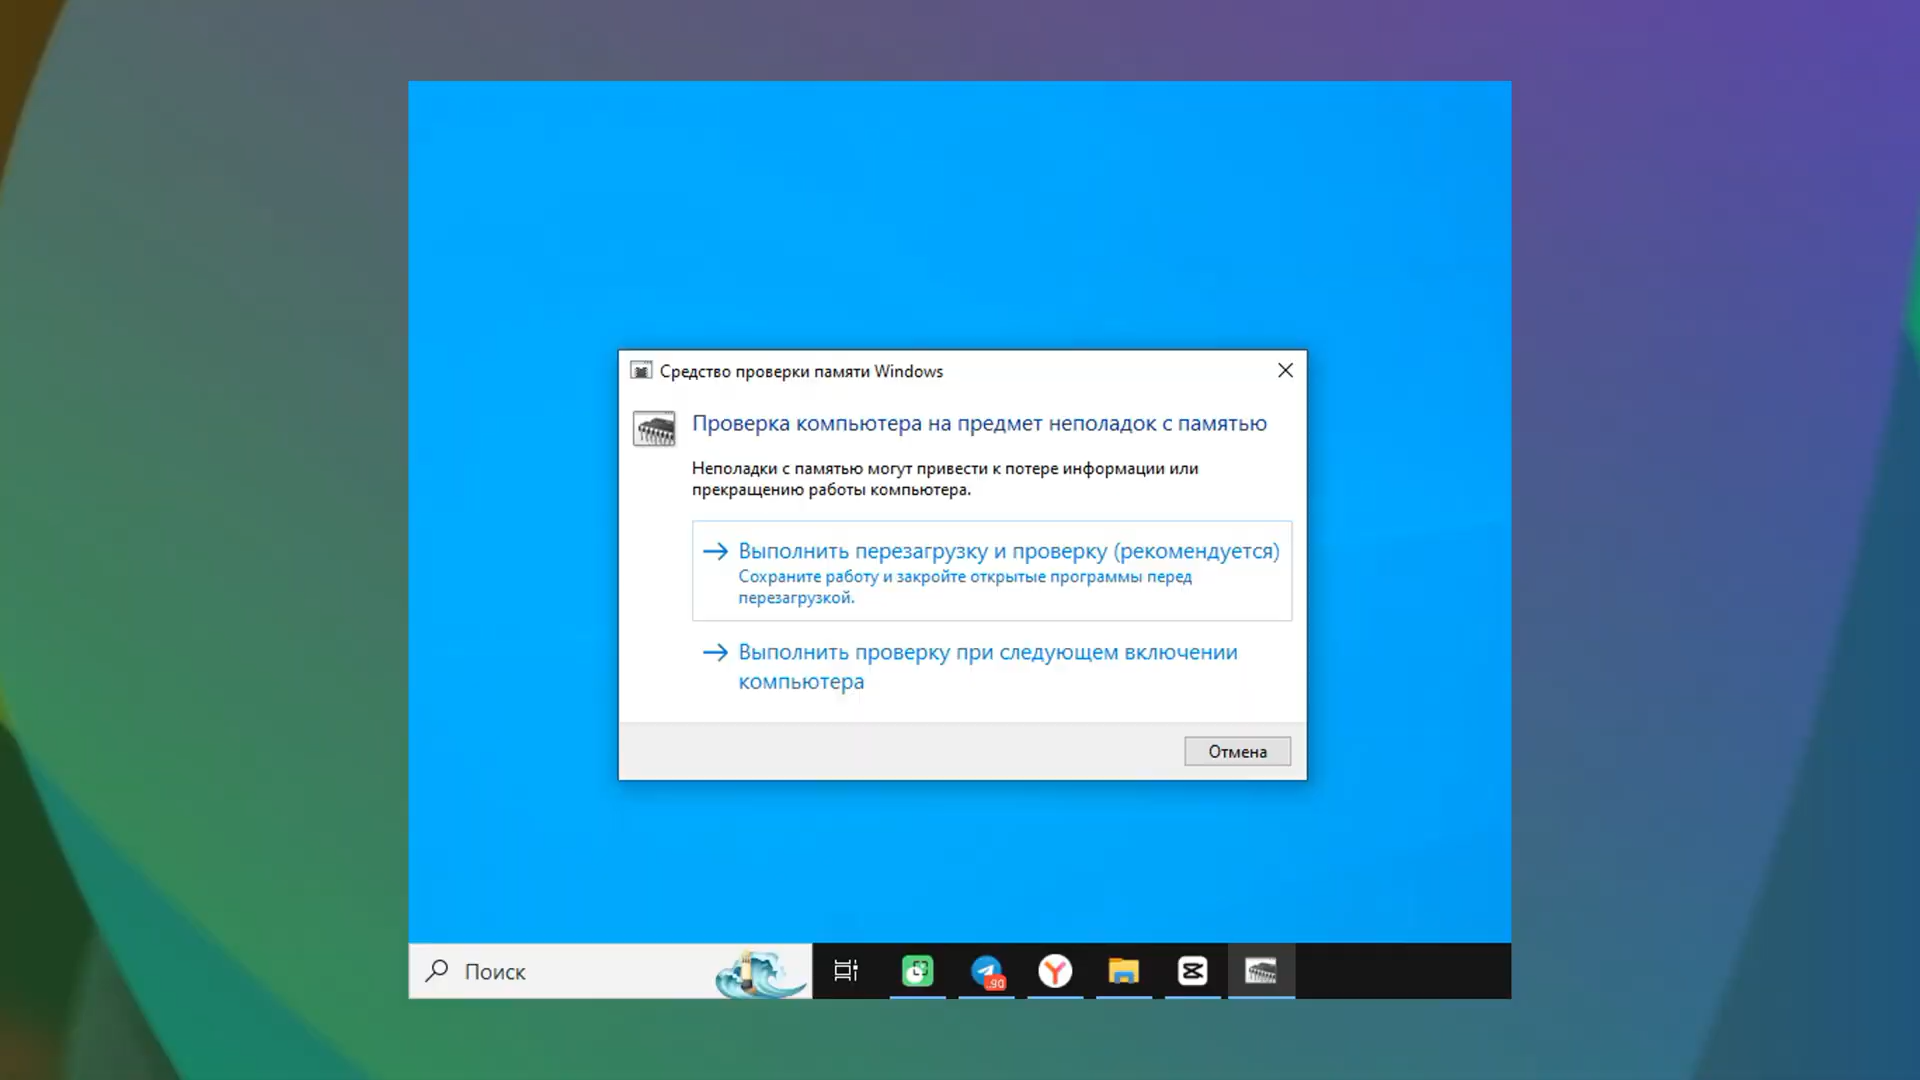 Средство проверки памяти Windows
Проверка компьютера на предмет неполадок с памятью
Неполадки с памятью могут привести к потере информации или
прекращению работы компьютера.
Выполнить перезагрузку и проверку (рекомендуется)
Сохраните работу и закройте открытые программы перед
перезагрузкой.
Выполнить проверку при следующем включении
компьютера
Отмена
Поиск
90